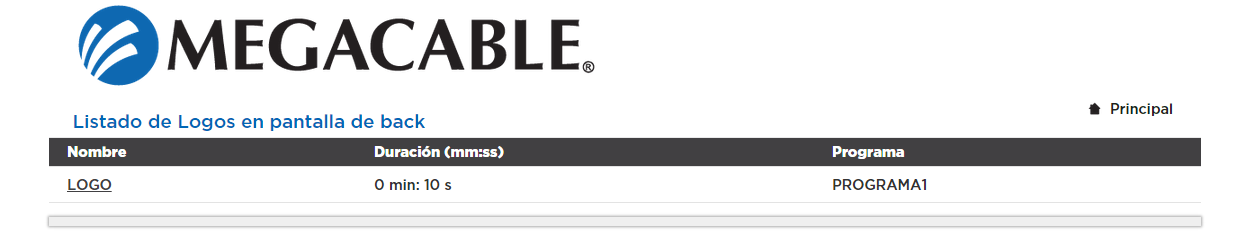 MEGACABLE®
Principal
Listado de Logos en pantalla de back
Nombre Duración (mm:ss) Programa
LOGO 0 min: 10 s PROGRAMA1